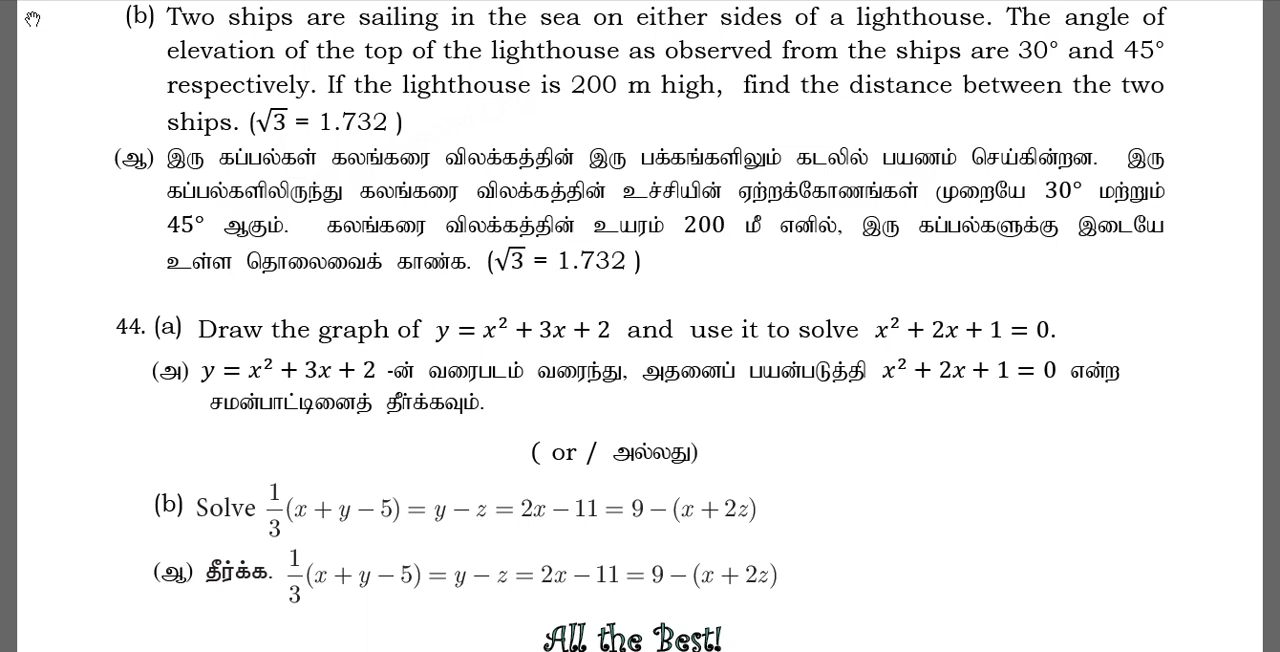 (b) Two ships are sailing in the sea on either sides of a lighthouse. The angle of
elevation of the top of the lighthouse as observed from the ships are 30° and 45°
respectively. If the lighthouse is 200 m high, find the distance between the two
ships. (√3 = 1.732 )
(ஆ) இரு கப்பல்கள் கலங்கரை விலக்கத்தின் இரு பக்கங்களிலும் கடலில் பயணம் செய்கின்றன. இரு
கப்பல்களிலிருந்து கலங்கரை விலக்கத்தின் உச்சியின் ஏற்றக்கோணங்கள் முறையே 30° மற்றும்
45° ஆகும். கலங்கரை விலக்கத்தின் உயரம் 200 மீ எனில், இரு கப்பல்களுக்கு இடையே
உள்ள தொலைவைக் காண்க. (√3 = 1.732 )
44. (a) Draw the graph of y = x² + 3x + 2 and use it to solve x² + 2x + 1 = 0.
(அ) y = x² + 3x + 2 -ன் வரைபடம் வரைந்து, அதனைப் பயன்படுத்தி x² + 2x + 1 = 0 என்ற
சமன்பாட்டினைத் தீர்க்கவும்.
( or / அல்லது)
(b) Solve 1/3(x + y − 5) = y − z = 2x − 11 = 9 − (x + 2z)
(ஆ) தீர்க்க. 1/3(x + y − 5) = y − z = 2x − 11 = 9 − (x + 2z)
All the Best!